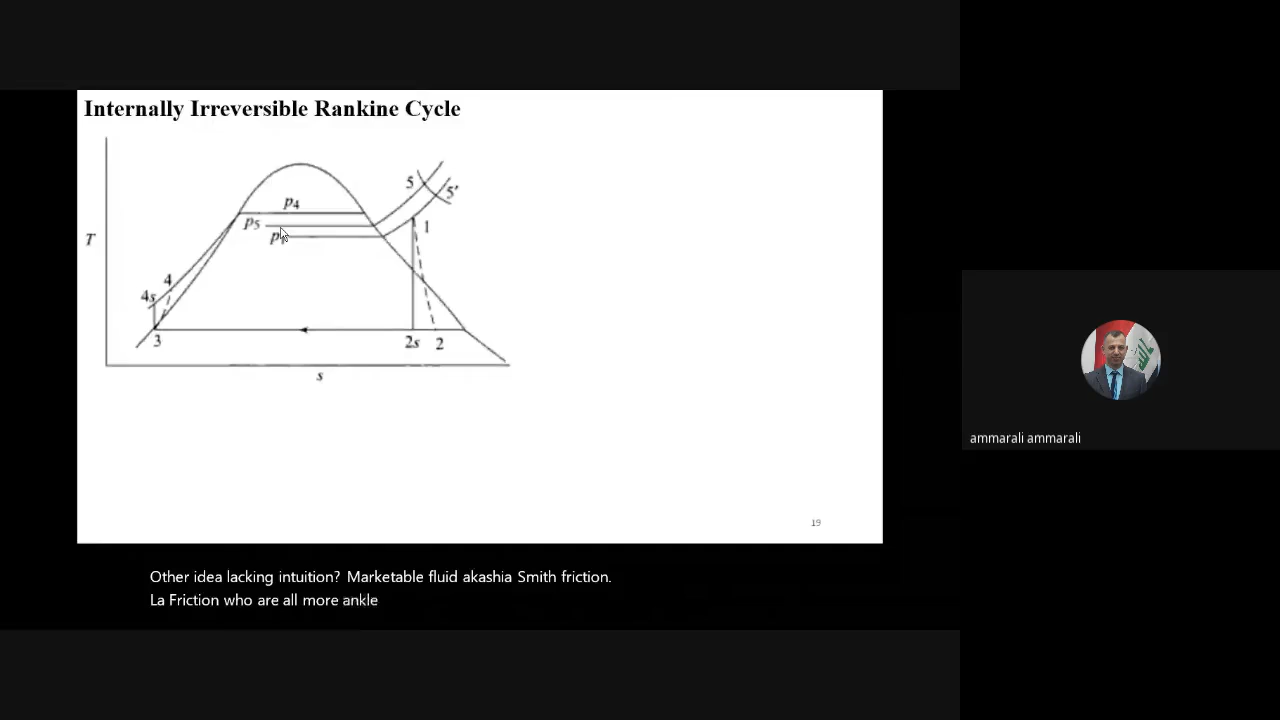 Internally Irreversible Rankine Cycle
5
5'
p4
p5
1
p
T
4
4s
3
2s
2
s
19
ammarali ammarali
Other idea lacking intuition? Marketable fluid akashia Smith friction.
La Friction who are all more ankle